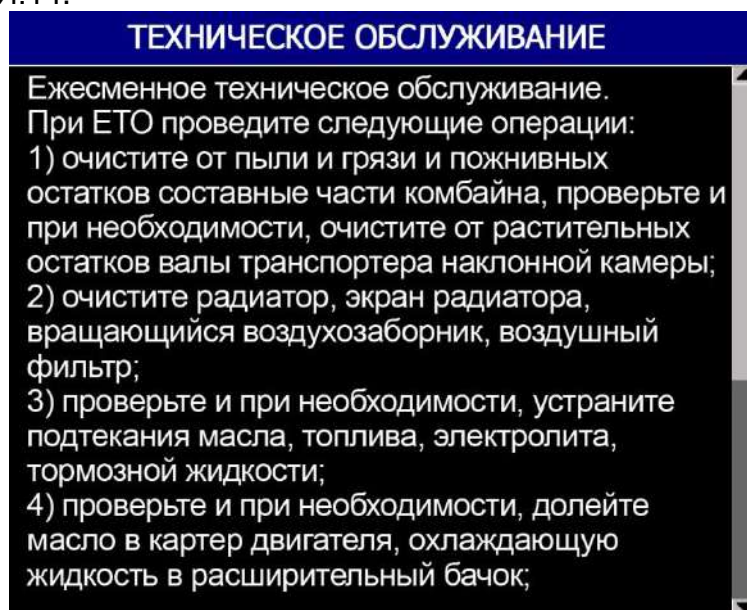 ТЕХНИЧЕСКОЕ ОБСЛУЖИВАНИЕ
Ежесменное техническое обслуживание.
При ЕТО проведите следующие операции:
1) очистите от пыли и грязи и пожнивных
остатков составные части комбайна, проверьте и
при необходимости, очистите от растительных
остатков валы транспортера наклонной камеры;
2) очистите радиатор, экран радиатора,
вращающийся воздухозаборник, воздушный
фильтр;
3) проверьте и при необходимости, устраните
подтекания масла, топлива, электролита,
тормозной жидкости;
4) проверьте и при необходимости, долейте
масло в картер двигателя, охлаждающую
жидкость в расширительный бачок;